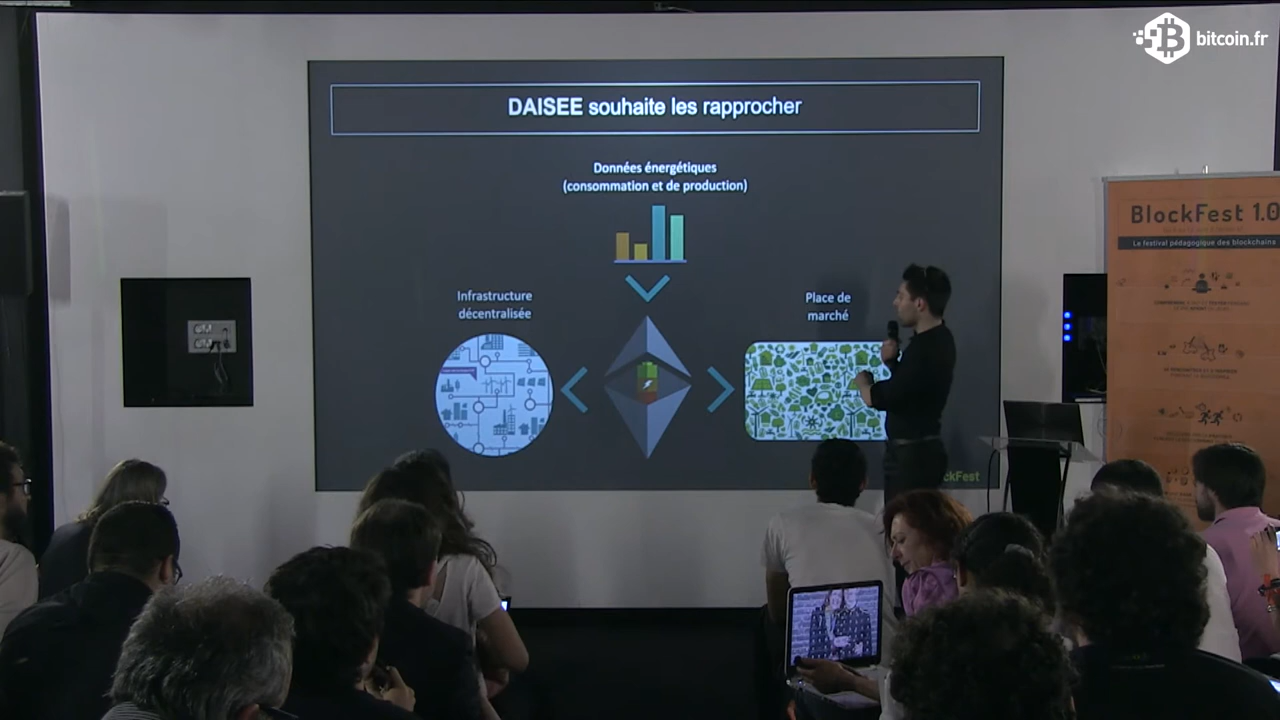 bitcoin.fr
DAISEE souhaite les rapprocher
Données énergétiques
(consommation et de production)
Infrastructure
décentralisée
Place de
marché
BlockFest 1.0
Le festival pédagogique des blockchains
ckFest